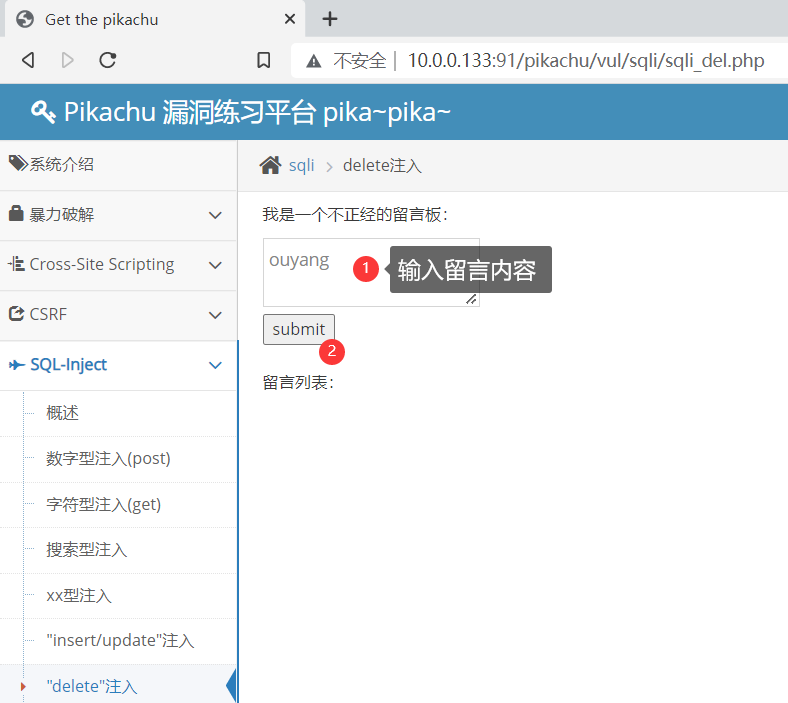 Get the pikachu
不安全 10.0.0.133:91/pikachu/vul/sqli/sqli_del.php
Pikachu 漏洞练习平台 pika~pika~
系统介绍
暴力破解
Cross-Site Scripting
CSRF
SQL-Inject
概述
数字型注入(post)
字符型注入(get)
搜索型注入
xx型注入
"insert/update"注入
"delete"注入
sqli > delete注入
我是一个不正经的留言板：
ouyang
1 输入留言内容
submit
2
留言列表：